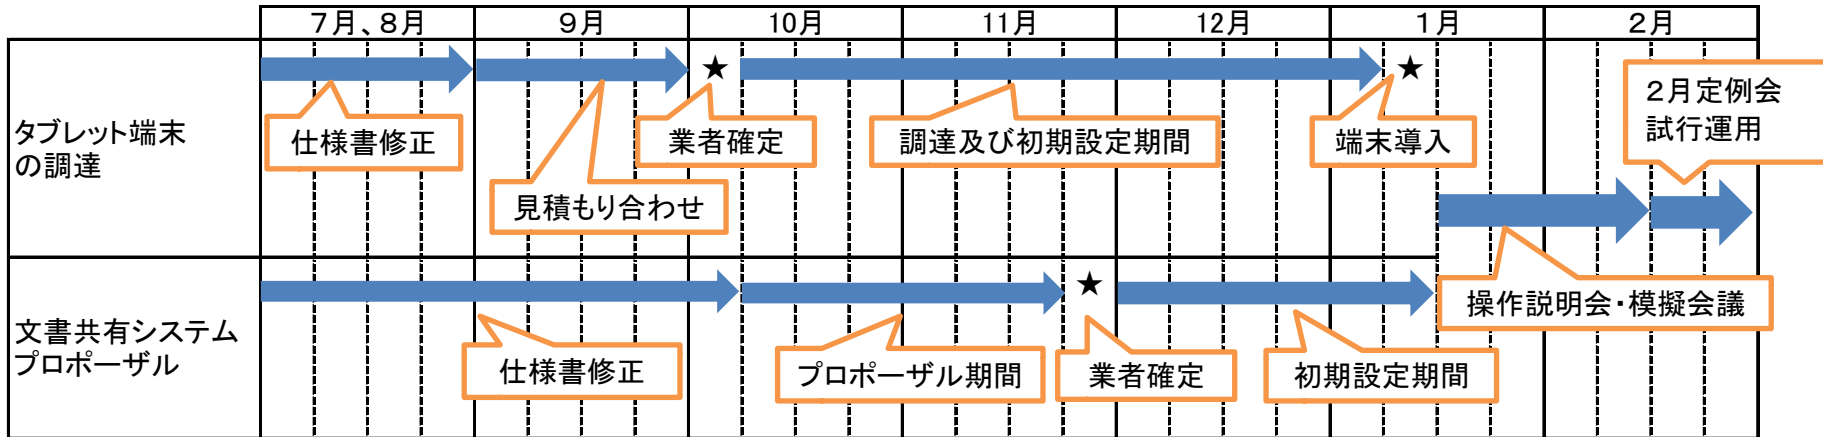 ７月、８月
９月
10月
11月
12月
１月
２月
タブレット端末
の調達
仕様書修正
見積もり合わせ
★
業者確定
調達及び初期設定期間
★
端末導入
２月定例会
試行運用
操作説明会・模擬会議
文書共有システム
プロポーザル
仕様書修正
プロポーザル期間
★
業者確定
初期設定期間